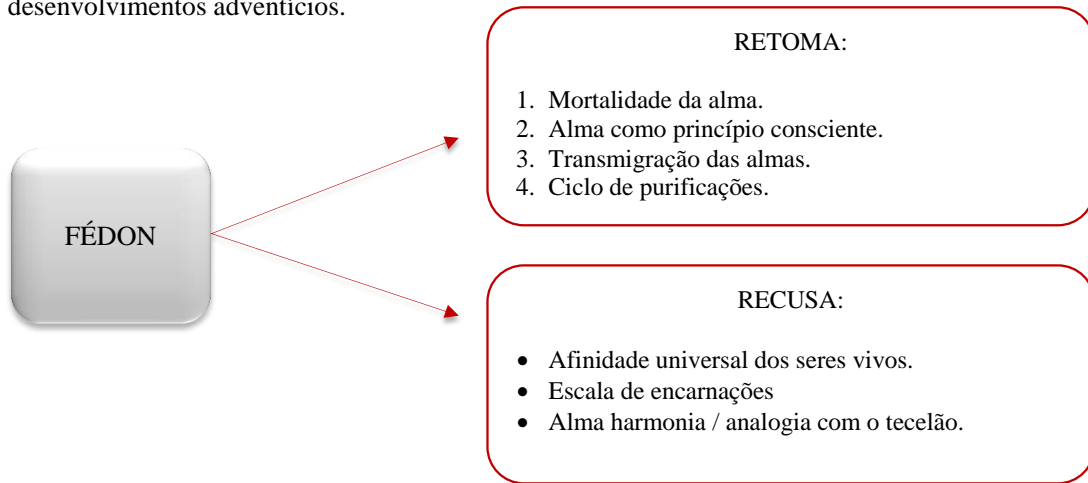 desenvolvimentos adventícios.
FÉDON
RETOMA:
1. Mortalidade da alma.
2. Alma como princípio consciente.
3. Transmigração das almas.
4. Ciclo de purificações.
RECUSA:
• Afinidade universal dos seres vivos.
• Escala de encarnações
• Alma harmonia / analogia com o tecelão.